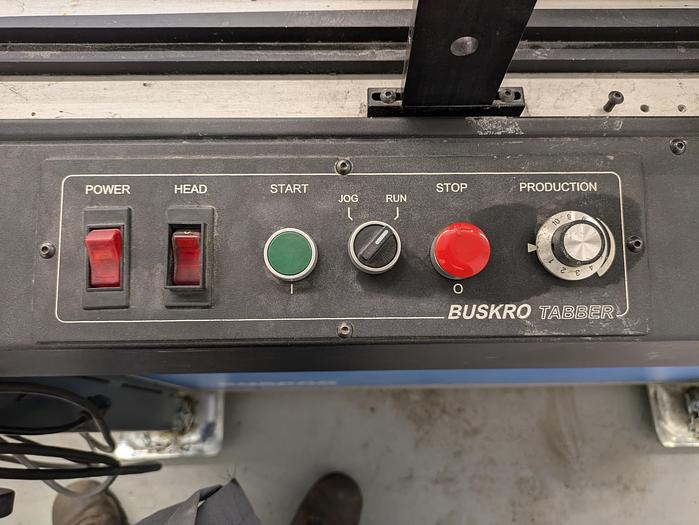 POWER HEAD START JOG RUN STOP PRODUCTION
I O
BUSKRO TABBER